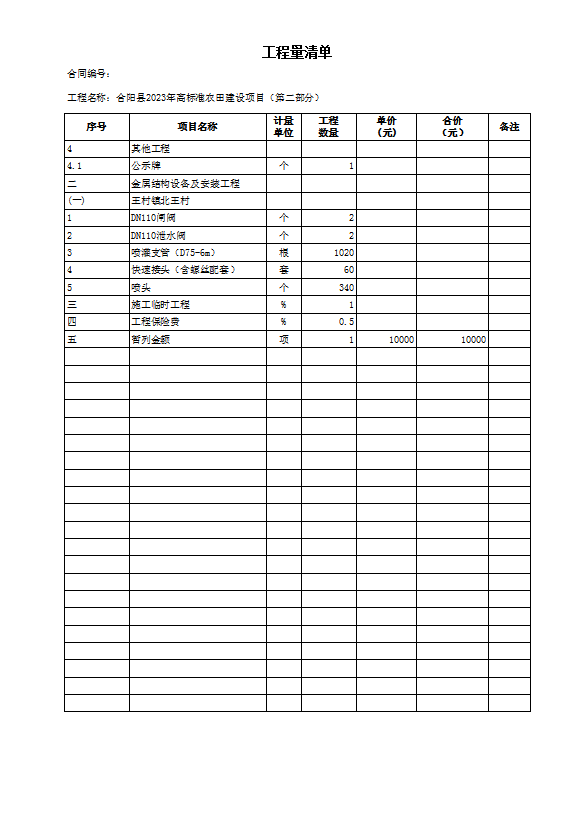 工程量清单
合同编号：
工程名称：合阳县2023年高标准农田建设项目（第二部分）
序号 项目名称 计量单位 工程数量 单价(元) 合价（元） 备注
4 其他工程
4.1 公示牌 个 1
二 金属结构设备及安装工程
(一) 王村镇北王村
1 DN110闸阀 个 2
2 DN110泄水阀 个 2
3 喷灌支管（D75-6m） 根 1020
4 快速接头（含螺丝配套） 套 60
5 喷头 个 340
三 施工临时工程 % 1
四 工程保险费 % 0.5
五 暂列金额 项 1 10000 10000